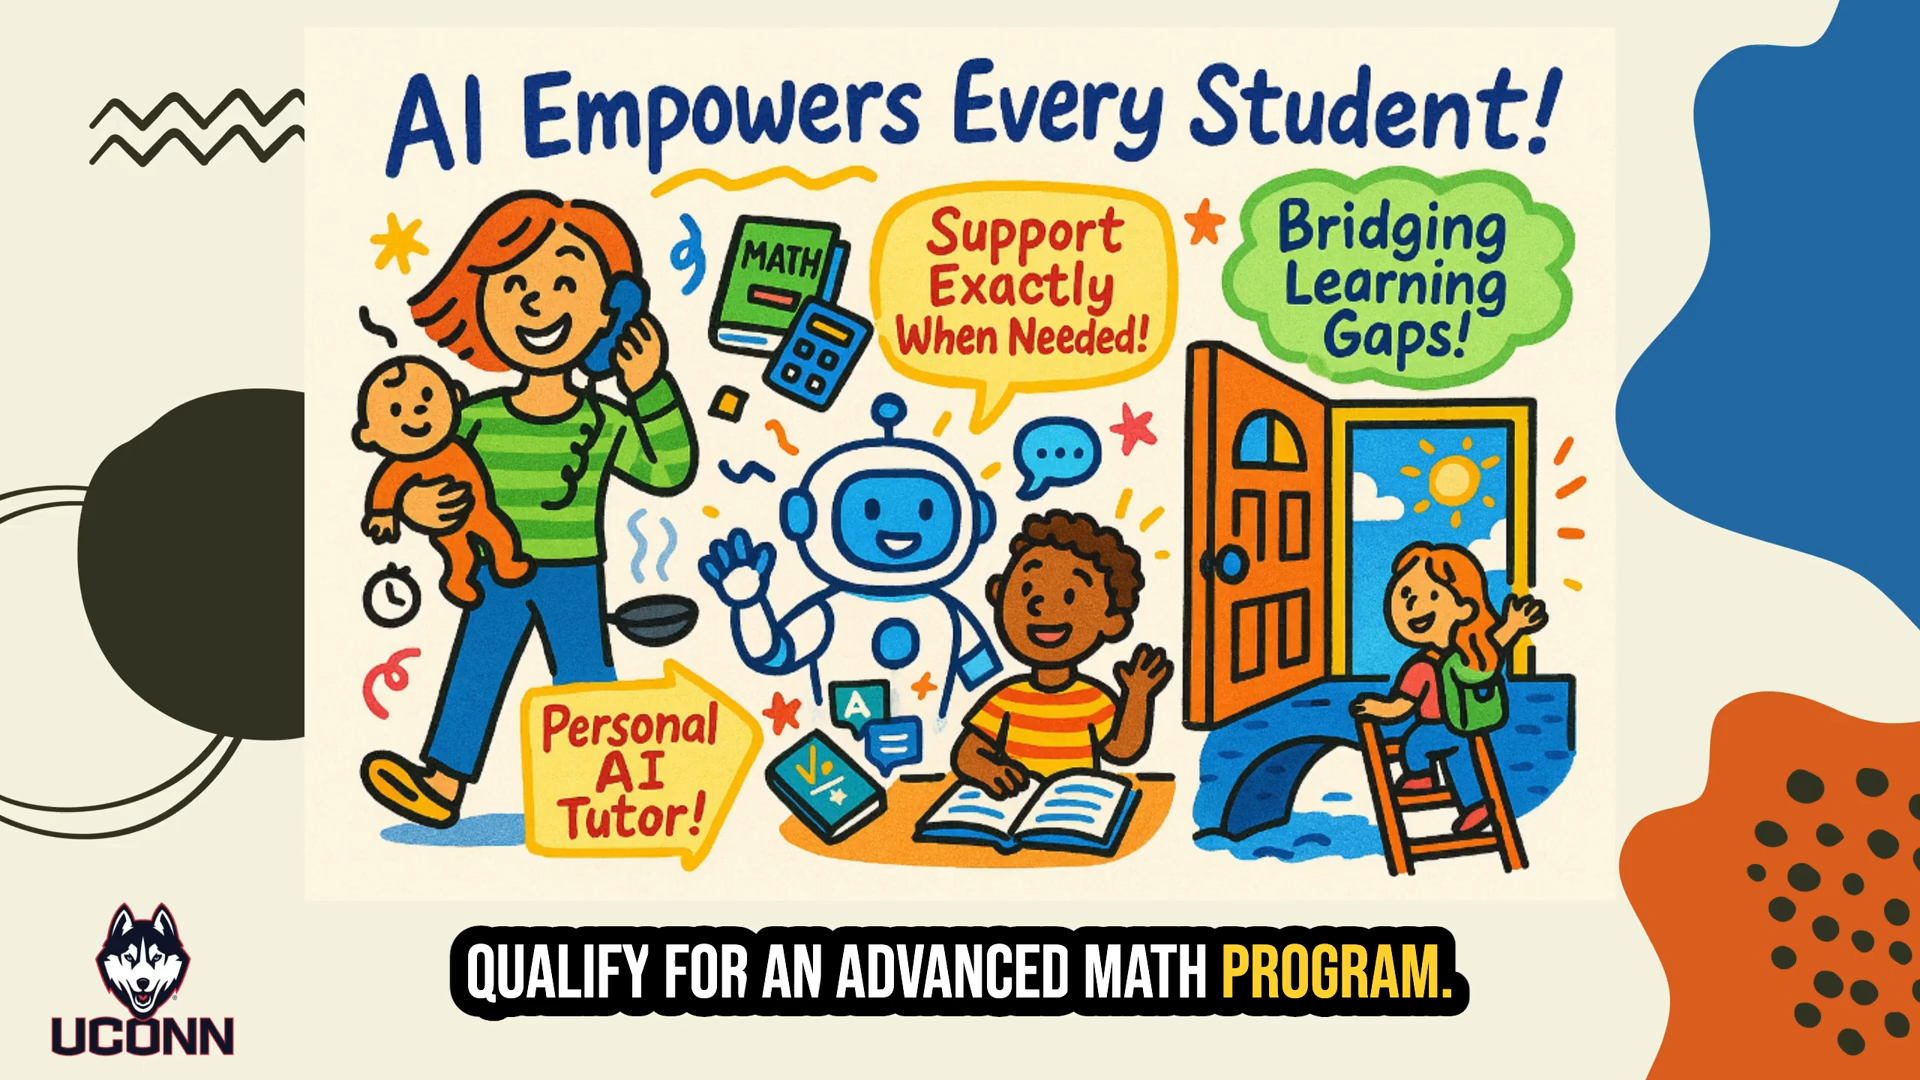 AI Empowers Every Student!
MATH
Support
Exactly
When Needed!
Bridging
Learning
Gaps!
Personal
AI
Tutor!
A
QUALIFY FOR AN ADVANCED MATH PROGRAM.
UCONN